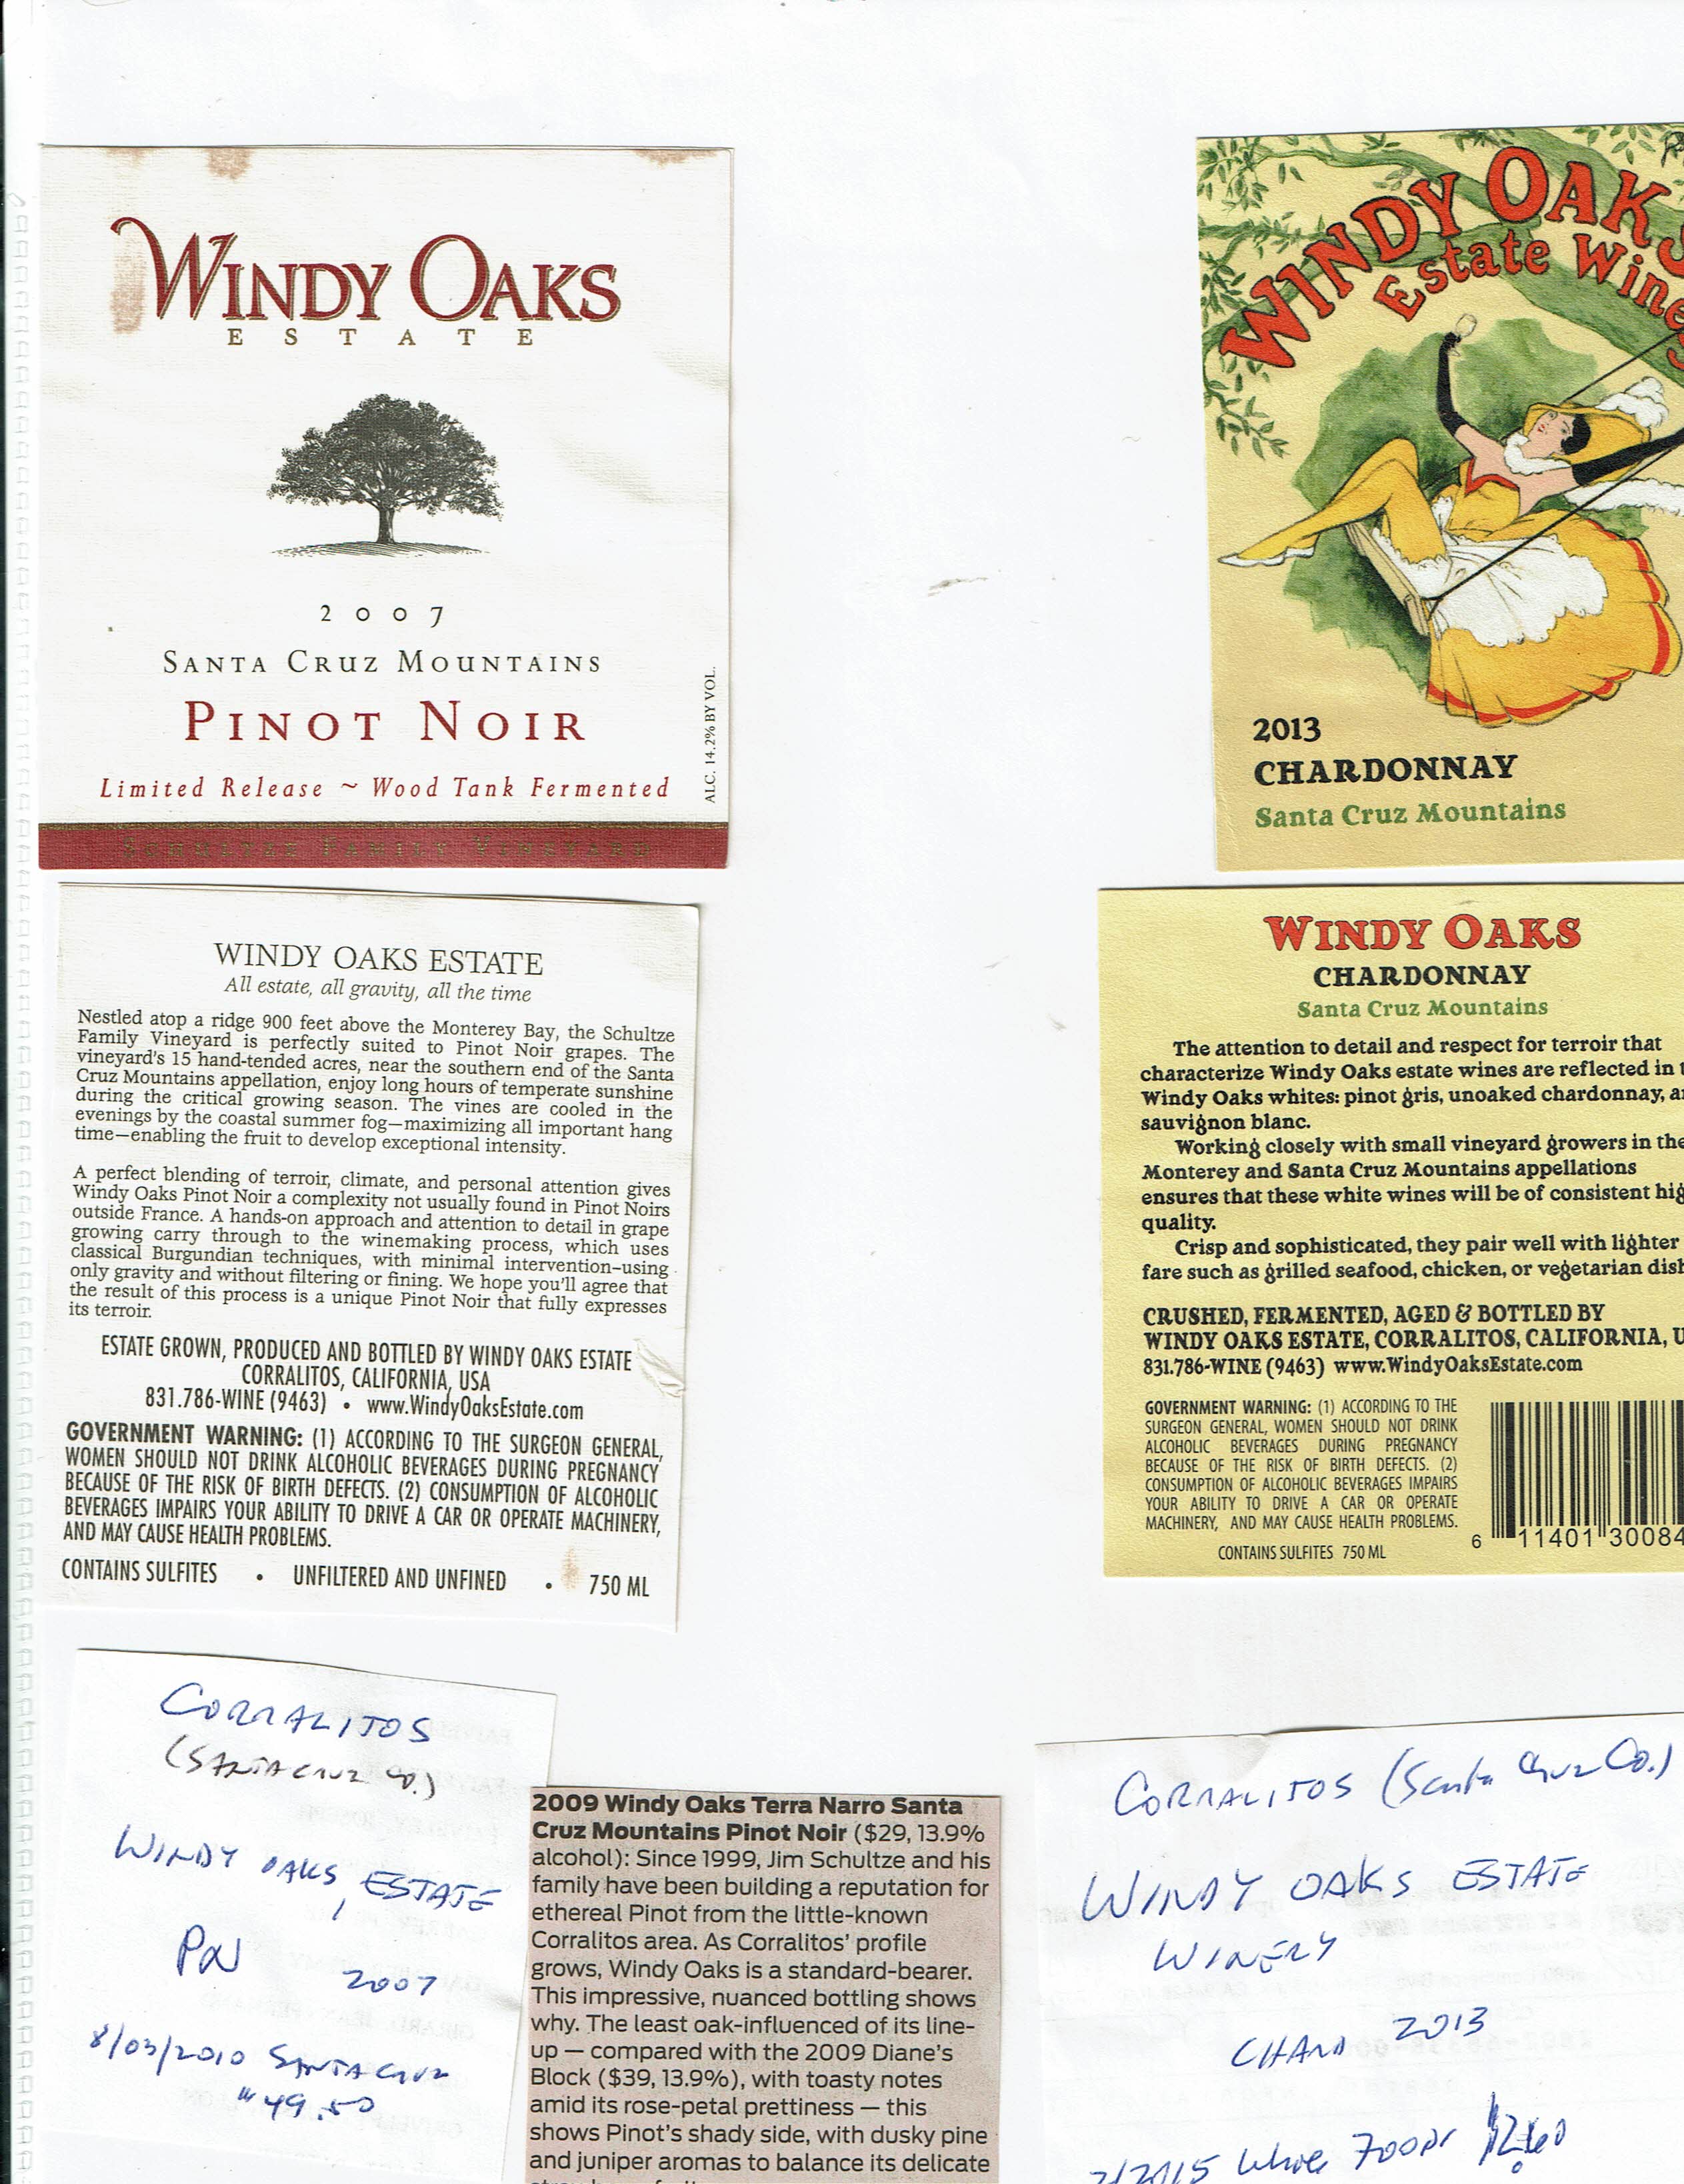 WINDY OAKS
ESTATE
2007
SANTA CRUZ MOUNTAINS
PINOT NOIR
Limited Release ~ Wood Tank Fermented
ALC. 14.2% BY VOL.
SCHULTZE FAMILY VINEYARD
WINDY OAKS ESTATE
All estate, all gravity, all the time
Nestled atop a ridge 900 feet above the Monterey Bay, the Schultze
Family Vineyard is perfectly suited to Pinot Noir grapes. The
vineyard's 15 hand-tended acres, near the southern end of the Santa
Cruz Mountains appellation, enjoy long hours of temperate sunshine
during the critical growing season. The vines are cooled in the
evenings by the coastal summer fog—maximizing all important hang
time—enabling the fruit to develop exceptional intensity.
A perfect blending of terroir, climate, and personal attention gives
Windy Oaks Pinot Noir a complexity not usually found in Pinot Noirs
outside France. A hands-on approach and attention to detail in grape
growing carry through to the winemaking process, which uses
classical Burgundian techniques, with minimal intervention–using
only gravity and without filtering or fining. We hope you'll agree that
the result of this process is a unique Pinot Noir that fully expresses
its terroir.
ESTATE GROWN, PRODUCED AND BOTTLED BY WINDY OAKS ESTATE
CORRALITOS, CALIFORNIA, USA
831.786-WINE (9463) • www.WindyOaksEstate.com
GOVERNMENT WARNING: (1) ACCORDING TO THE SURGEON GENERAL,
WOMEN SHOULD NOT DRINK ALCOHOLIC BEVERAGES DURING PREGNANCY
BECAUSE OF THE RISK OF BIRTH DEFECTS. (2) CONSUMPTION OF ALCOHOLIC
BEVERAGES IMPAIRS YOUR ABILITY TO DRIVE A CAR OR OPERATE MACHINERY,
AND MAY CAUSE HEALTH PROBLEMS.
CONTAINS SULFITES • UNFILTERED AND UNFINED • 750 ML
CORRALITOS
(SANTA CRUZ CO.)
WINDY OAKS, ESTATE
PN 2007
8/03/2010 SANTA CRUZ
$49.50
2009 Windy Oaks Terra Narro Santa
Cruz Mountains Pinot Noir ($29, 13.9%
alcohol): Since 1999, Jim Schultze and his
family have been building a reputation for
ethereal Pinot from the little-known
Corralitos area. As Corralitos' profile
grows, Windy Oaks is a standard-bearer.
This impressive, nuanced bottling shows
why. The least oak-influenced of its line-
up — compared with the 2009 Diane's
Block ($39, 13.9%), with toasty notes
amid its rose-petal prettiness — this
shows Pinot's shady side, with dusky pine
and juniper aromas to balance its delicate
WINDY OAKS
Estate Wines
2013
CHARDONNAY
Santa Cruz Mountains
WINDY OAKS
CHARDONNAY
Santa Cruz Mountains
The attention to detail and respect for terroir that
characterize Windy Oaks estate wines are reflected in t
Windy Oaks whites: pinot gris, unoaked chardonnay, a
sauvignon blanc.
Working closely with small vineyard growers in the
Monterey and Santa Cruz Mountains appellations
ensures that these white wines will be of consistent hig
quality.
Crisp and sophisticated, they pair well with lighter
fare such as grilled seafood, chicken, or vegetarian dish
CRUSHED, FERMENTED, AGED & BOTTLED BY
WINDY OAKS ESTATE, CORRALITOS, CALIFORNIA, U
831.786-WINE (9463) www.WindyOaksEstate.com
GOVERNMENT WARNING: (1) ACCORDING TO THE
SURGEON GENERAL, WOMEN SHOULD NOT DRINK
ALCOHOLIC BEVERAGES DURING PREGNANCY
BECAUSE OF THE RISK OF BIRTH DEFECTS. (2)
CONSUMPTION OF ALCOHOLIC BEVERAGES IMPAIRS
YOUR ABILITY TO DRIVE A CAR OR OPERATE
MACHINERY, AND MAY CAUSE HEALTH PROBLEMS.
CONTAINS SULFITES 750 ML
6 11401 30084
CORRALITOS (Santa Cruz Co.)
WINDY OAKS ESTATE
WINERY
CHARD 2013
2015 Whole Foods